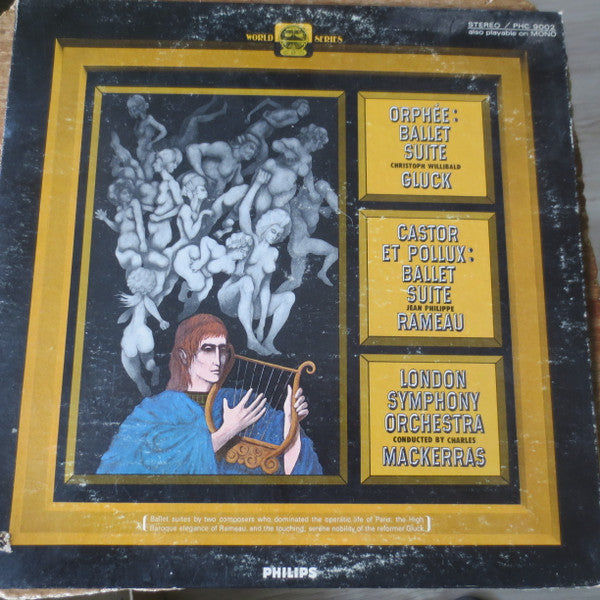 WORLD SERIES
STEREO / PHC 9002
also playable on MONO
ORPHÉE:
BALLET
SUITE
CHRISTOPH WILLIBALD
GLUCK
CASTOR
ET POLLUX:
BALLET
SUITE
JEAN PHILIPPE
RAMEAU
LONDON
SYMPHONY
ORCHESTRA
CONDUCTED BY CHARLES
MACKERRAS
[Ballet suites by two composers who dominated the operatic life of Paris: the High
Baroque elegance of Rameau, and the touching, serene nobility of the reformer Gluck.]
PHILIPS